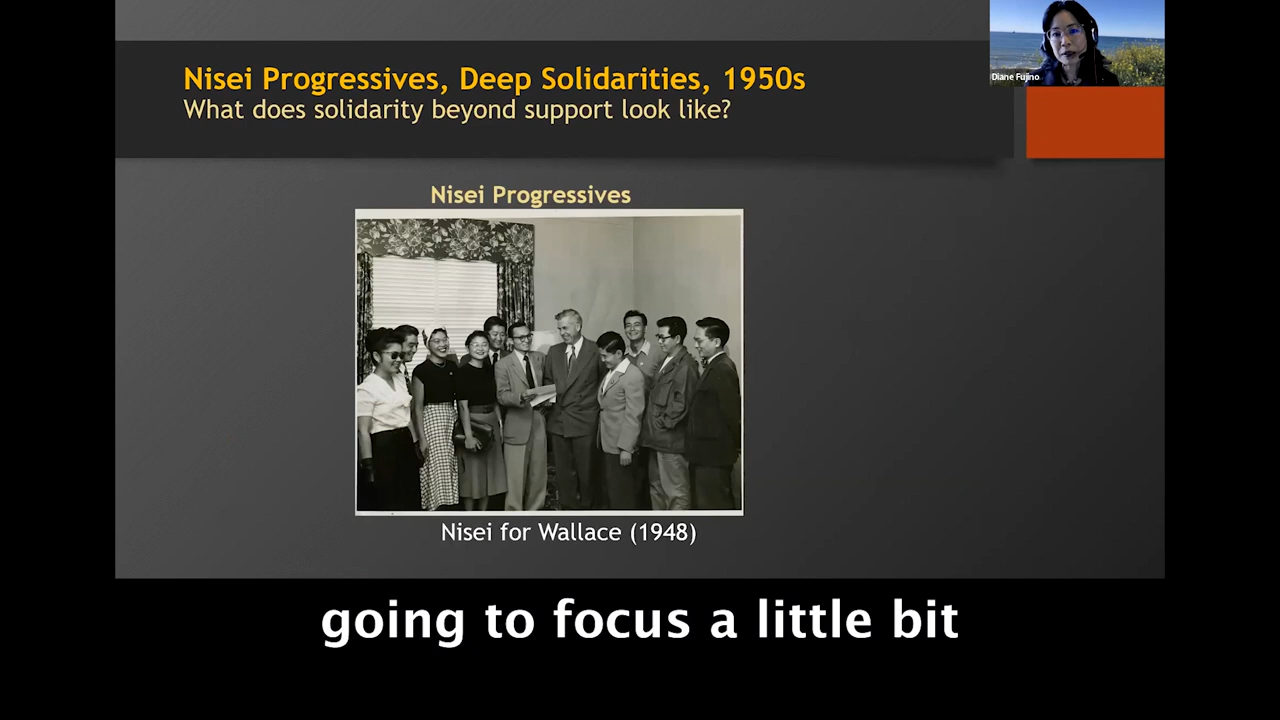 Nisei Progressives, Deep Solidarities, 1950s
What does solidarity beyond support look like?
Diane Fujino
Nisei Progressives
Nisei for Wallace (1948)
going to focus a little bit